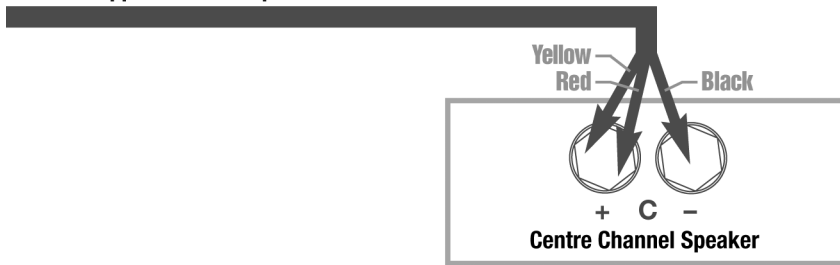 Yellow
Red
Black
+ C –
Centre Channel Speaker